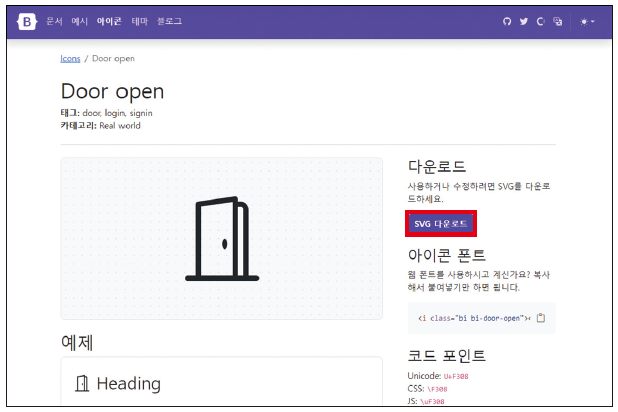 B 문서 예시 아이콘 테마 블로그
Icons / Door open
Door open
태그: door, login, signin
카테고리: Real world
다운로드
사용하거나 수정하려면 SVG를 다운로
드하세요.
SVG 다운로드
아이콘 폰트
웹 폰트를 사용하시고 계신가요? 복사
해서 붙여넣기만 하면 됩니다.
<i class="bi bi-door-open"><
예제
Heading
코드 포인트
Unicode: U+F30B
CSS: \F30B
JS: \uF30B